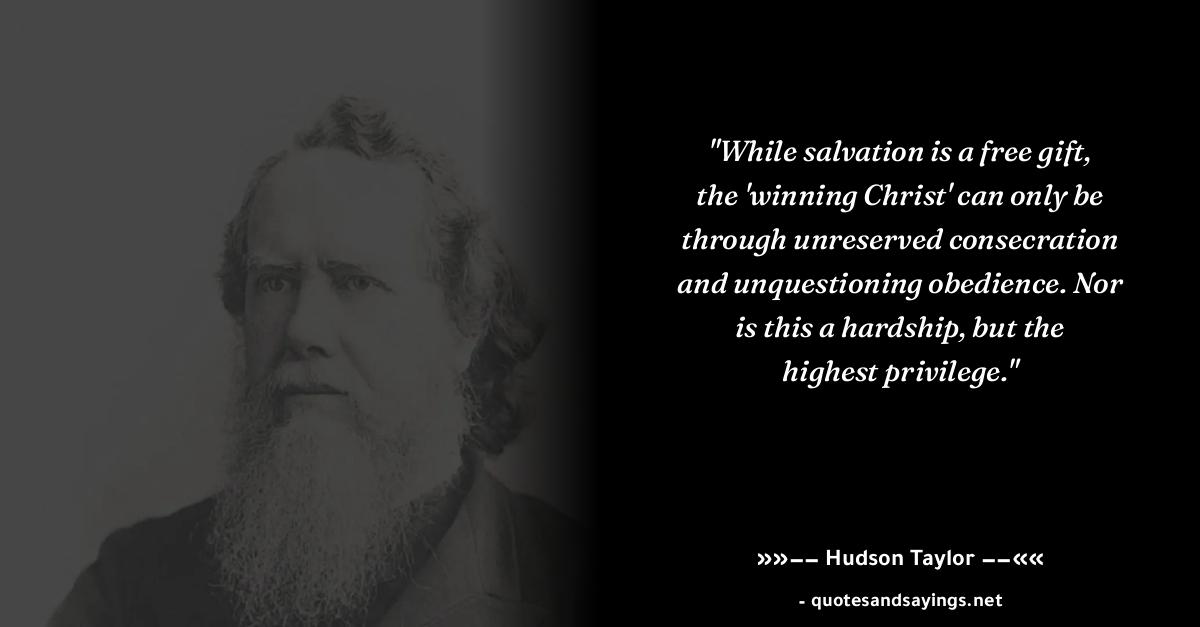 "While salvation is a free gift,
the 'winning Christ' can only be
through unreserved consecration
and unquestioning obedience. Nor
is this a hardship, but the
highest privilege."
»»–– Hudson Taylor ––««
- quotesandsayings.net